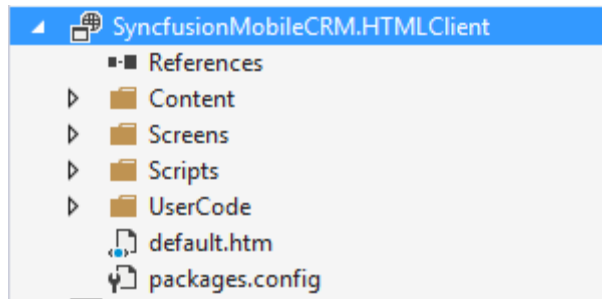 SyncfusionMobileCRM.HTMLClient
References
Content
Screens
Scripts
UserCode
default.htm
packages.config